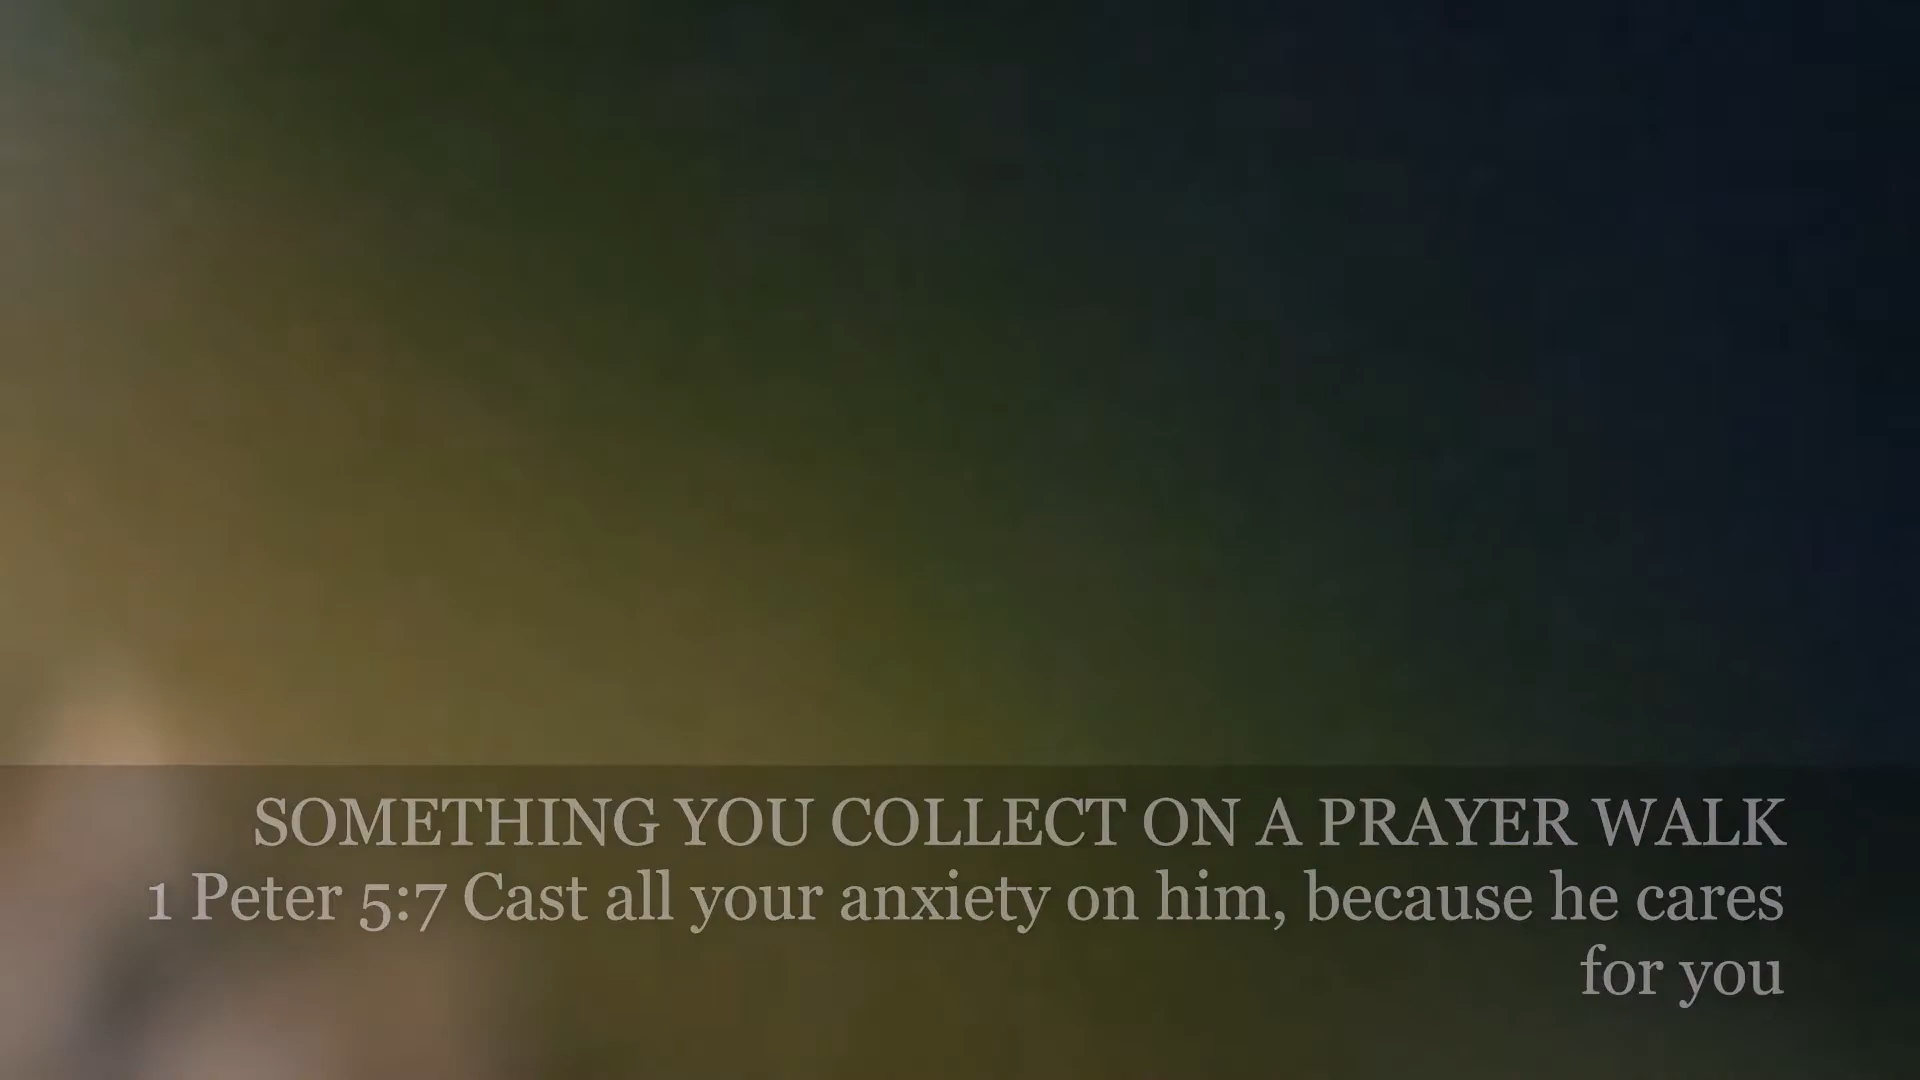 SOMETHING YOU COLLECT ON A PRAYER WALK
1 Peter 5:7 Cast all your anxiety on him, because he cares
for you